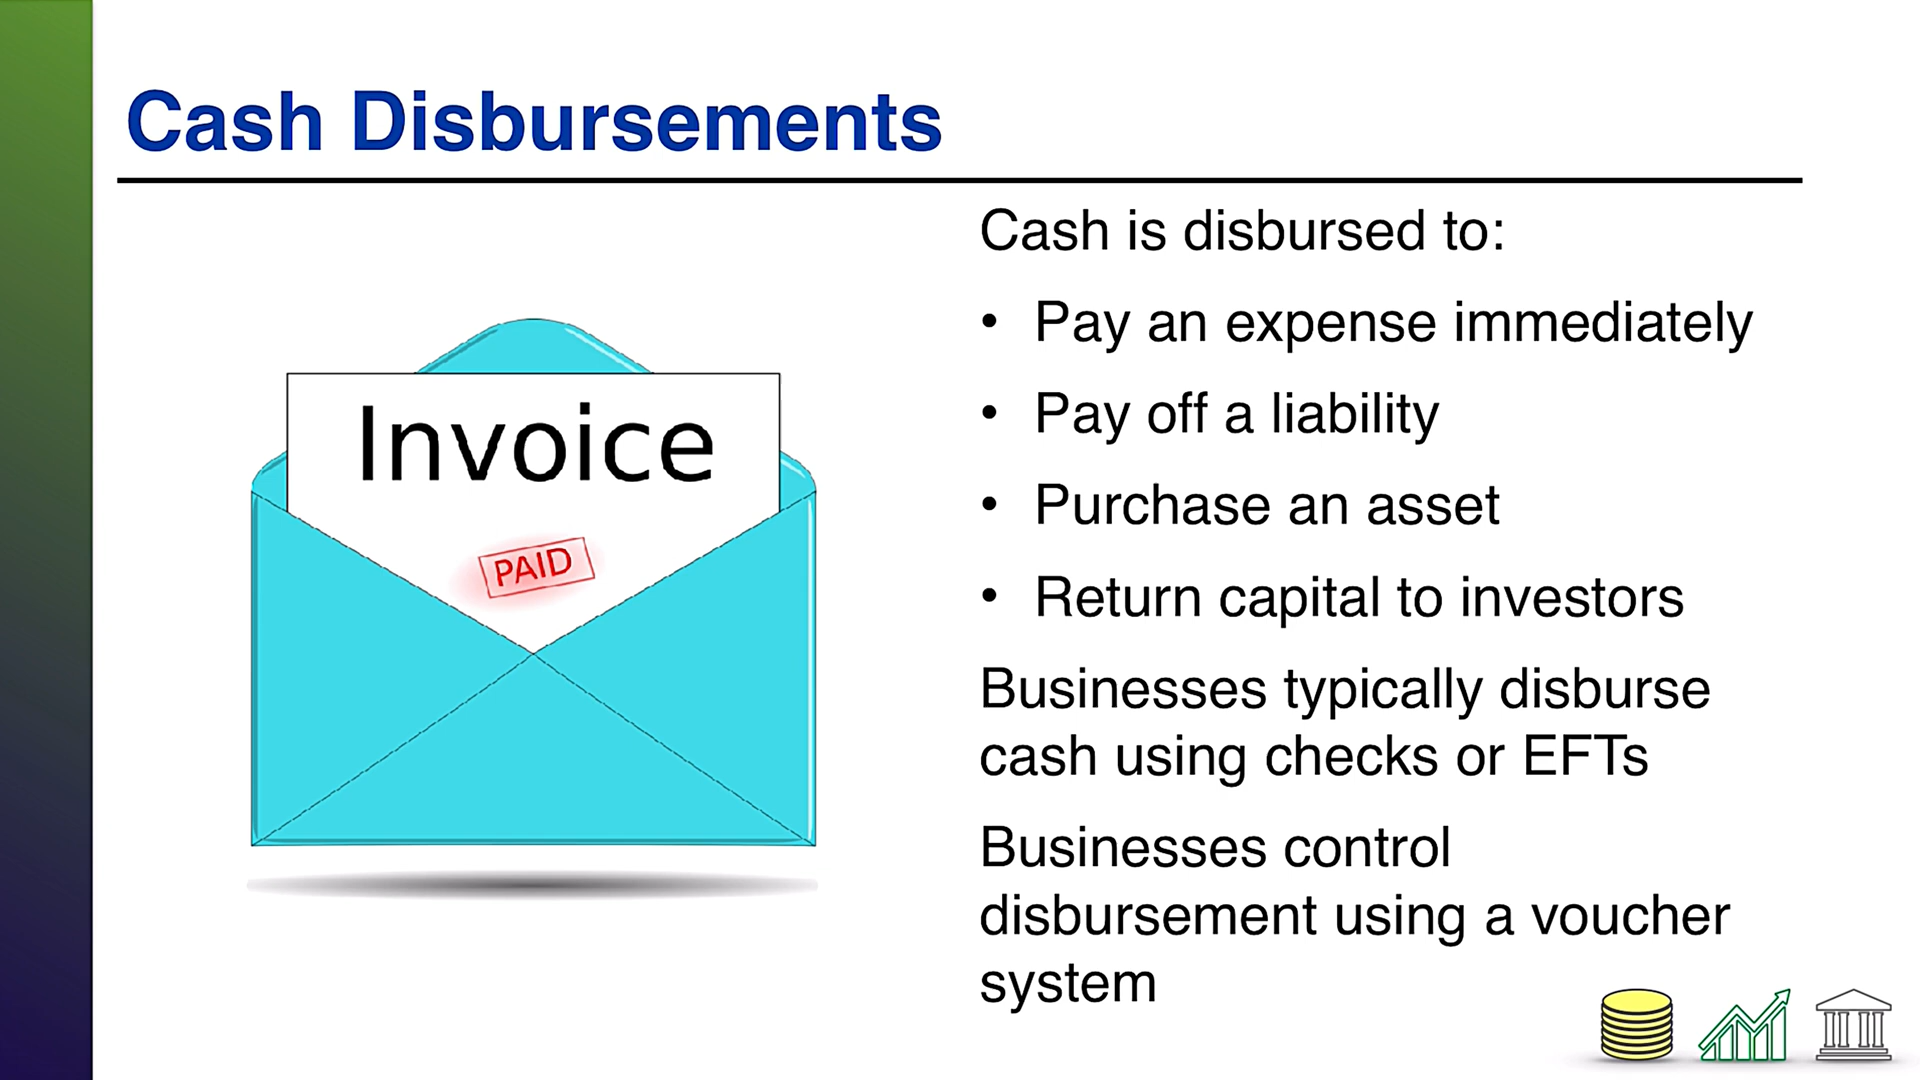 Cash Disbursements
Invoice
PAID
Cash is disbursed to:
• Pay an expense immediately
• Pay off a liability
• Purchase an asset
• Return capital to investors
Businesses typically disburse
cash using checks or EFTs
Businesses control
disbursement using a voucher
system